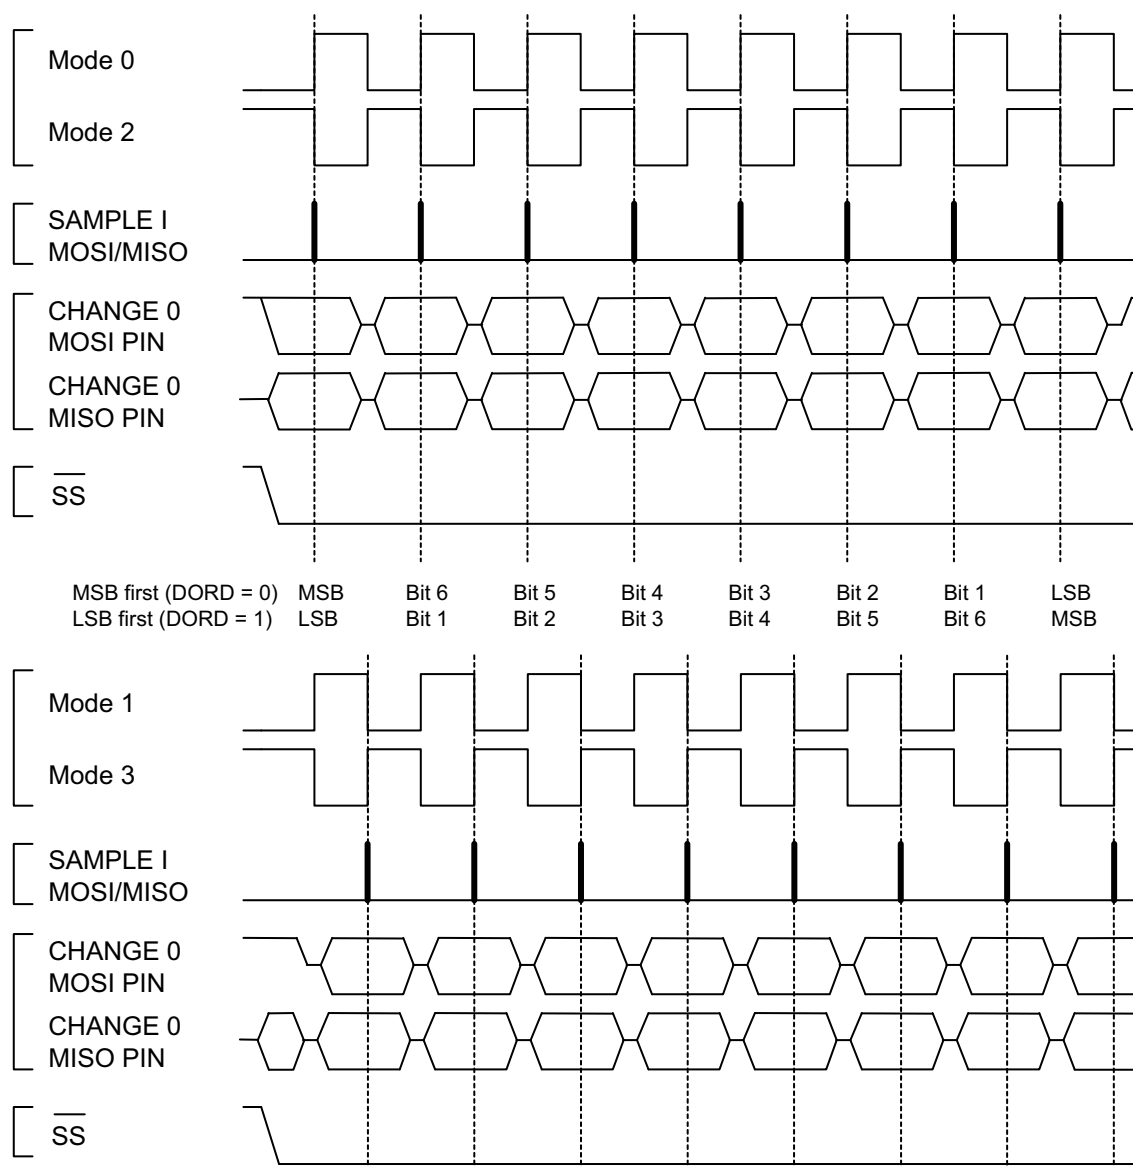 Mode 0
Mode 2
SAMPLE I
MOSI/MISO
CHANGE 0
MOSI PIN
CHANGE 0
MISO PIN
SS
MSB first (DORD = 0) MSB Bit 6 Bit 5 Bit 4 Bit 3 Bit 2 Bit 1 LSB
LSB first (DORD = 1) LSB Bit 1 Bit 2 Bit 3 Bit 4 Bit 5 Bit 6 MSB
Mode 1
Mode 3
SAMPLE I
MOSI/MISO
CHANGE 0
MOSI PIN
CHANGE 0
MISO PIN
SS